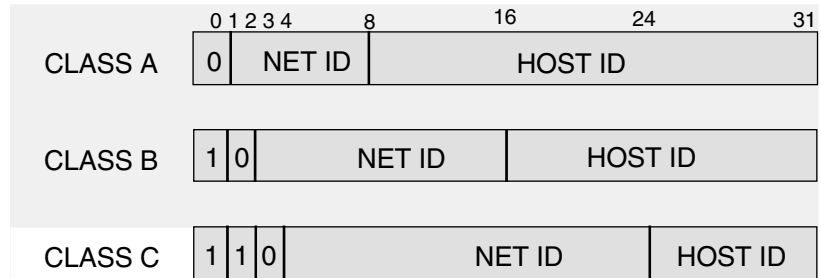 0 1 2 3 4 8 16 24 31
CLASS A 0 NET ID HOST ID
CLASS B 1 0 NET ID HOST ID
CLASS C 1 1 0 NET ID HOST ID